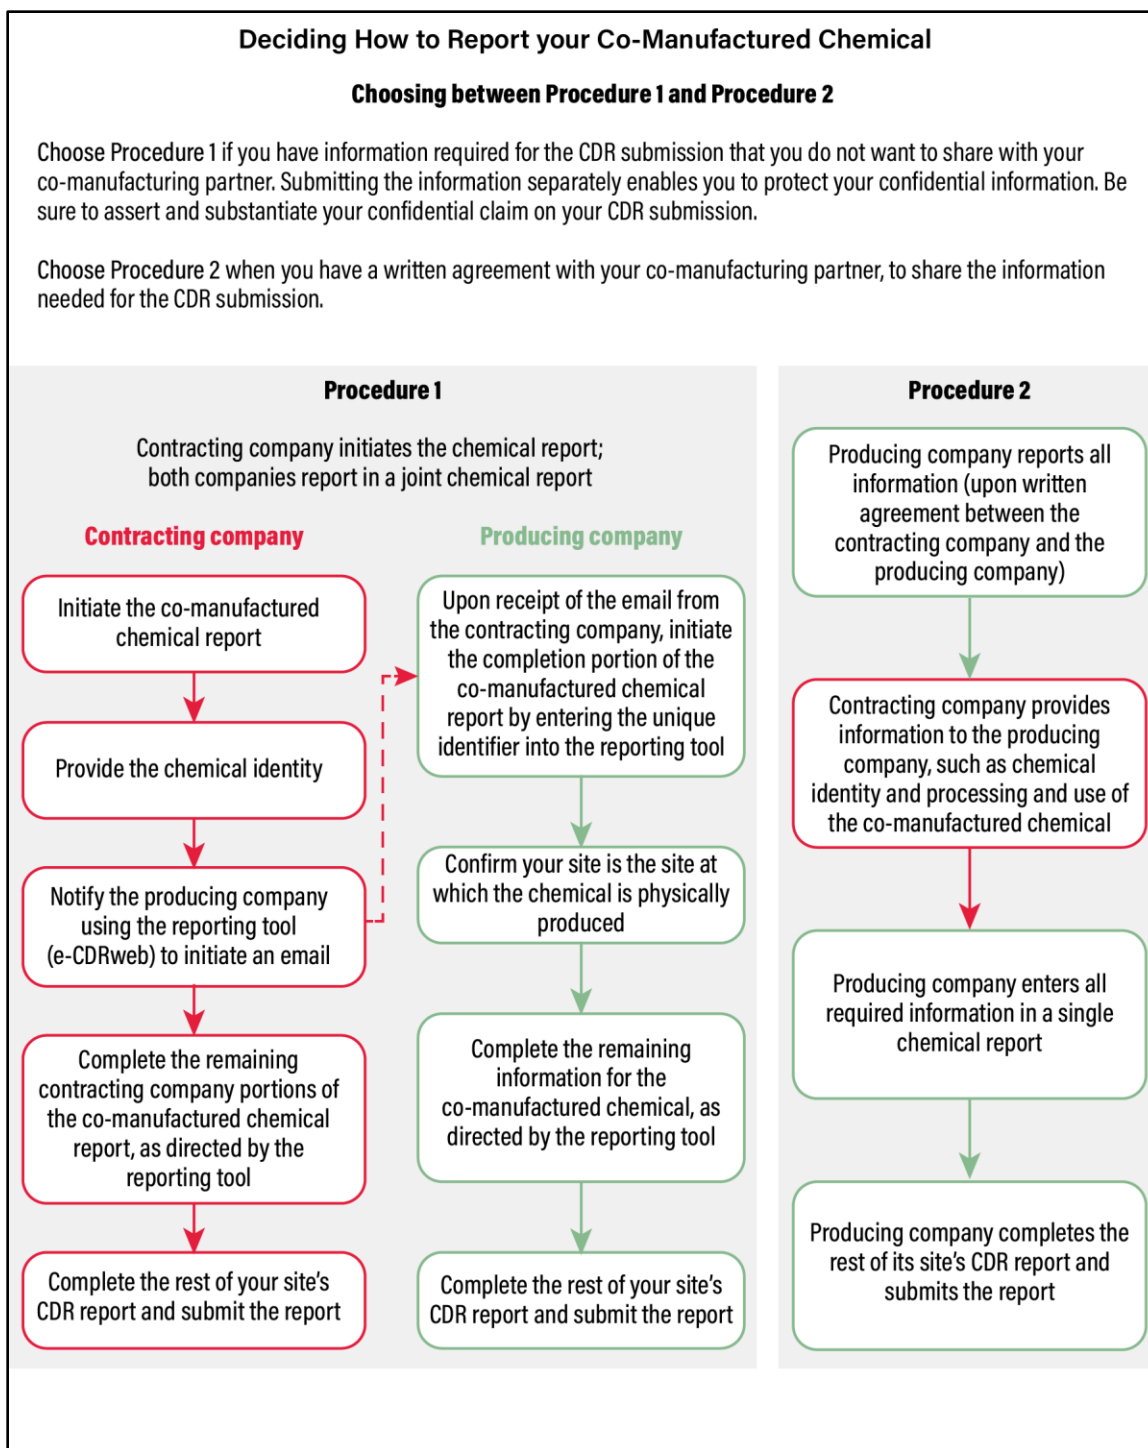 Deciding How to Report your Co-Manufactured Chemical
Choosing between Procedure 1 and Procedure 2
Choose Procedure 1 if you have information required for the CDR submission that you do not want to share with your
co-manufacturing partner. Submitting the information separately enables you to protect your confidential information. Be
sure to assert and substantiate your confidential claim on your CDR submission.
Choose Procedure 2 when you have a written agreement with your co-manufacturing partner, to share the information
needed for the CDR submission.
Procedure 1
Contracting company initiates the chemical report;
both companies report in a joint chemical report
Contracting company
Initiate the co-manufactured
chemical report
Provide the chemical identity
Notify the producing company
using the reporting tool
(e-CDRweb) to initiate an email
Complete the remaining
contracting company portions of
the co-manufactured chemical
report, as directed by the
reporting tool
Complete the rest of your site's
CDR report and submit the report
Producing company
Upon receipt of the email from
the contracting company, initiate
the completion portion of the
co-manufactured chemical
report by entering the unique
identifier into the reporting tool
Confirm your site is the site at
which the chemical is physically
produced
Complete the remaining
information for the
co-manufactured chemical, as
directed by the reporting tool
Complete the rest of your site's
CDR report and submit the report
Procedure 2
Producing company reports all
information (upon written
agreement between the
contracting company and the
producing company)
Contracting company provides
information to the producing
company, such as chemical
identity and processing and use of
the co-manufactured chemical
Producing company enters all
required information in a single
chemical report
Producing company completes the
rest of its site's CDR report and
submits the report